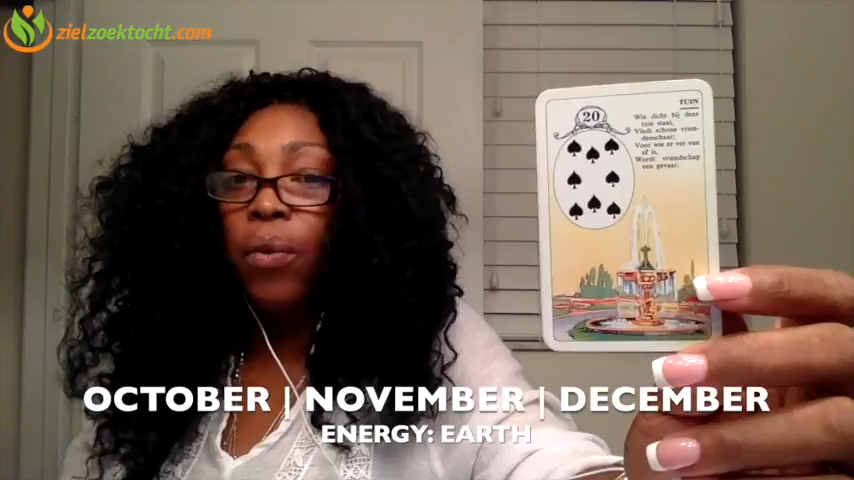 zielzoektocht.com
TUIN
20
Wie dicht bij deze
tuin staat,
Vindt schoone vrien-
denschaar;
Voor wie er ver van
af is,
Wordt vriendschap
een gevaar.
OCTOBER | NOVEMBER | DECEMBER
ENERGY: EARTH